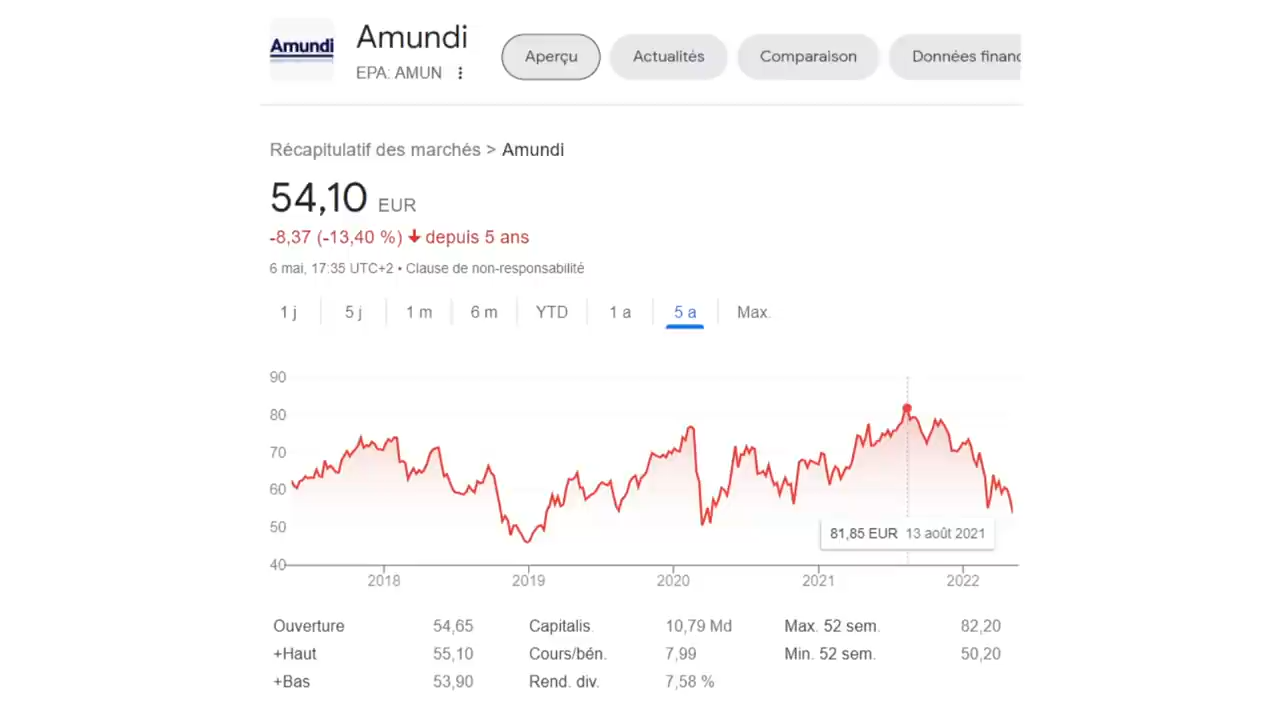 Amundi
Amundi
EPA: AMUN
Aperçu
Actualités
Comparaison
Données financ
Récapitulatif des marchés > Amundi
54,10 EUR
-8,37 (-13,40 %) depuis 5 ans
6 mai, 17:35 UTC+2 • Clause de non-responsabilité
1 j 5 j 1 m 6 m YTD 1 a 5 a Max.
90
80
70
60
50
40
81,85 EUR 13 août 2021
2018 2019 2020 2021 2022
Ouverture 54,65 Capitalis. 10,79 Md Max. 52 sem. 82,20
+Haut 55,10 Cours/bén. 7,99 Min. 52 sem. 50,20
+Bas 53,90 Rend. div. 7,58 %